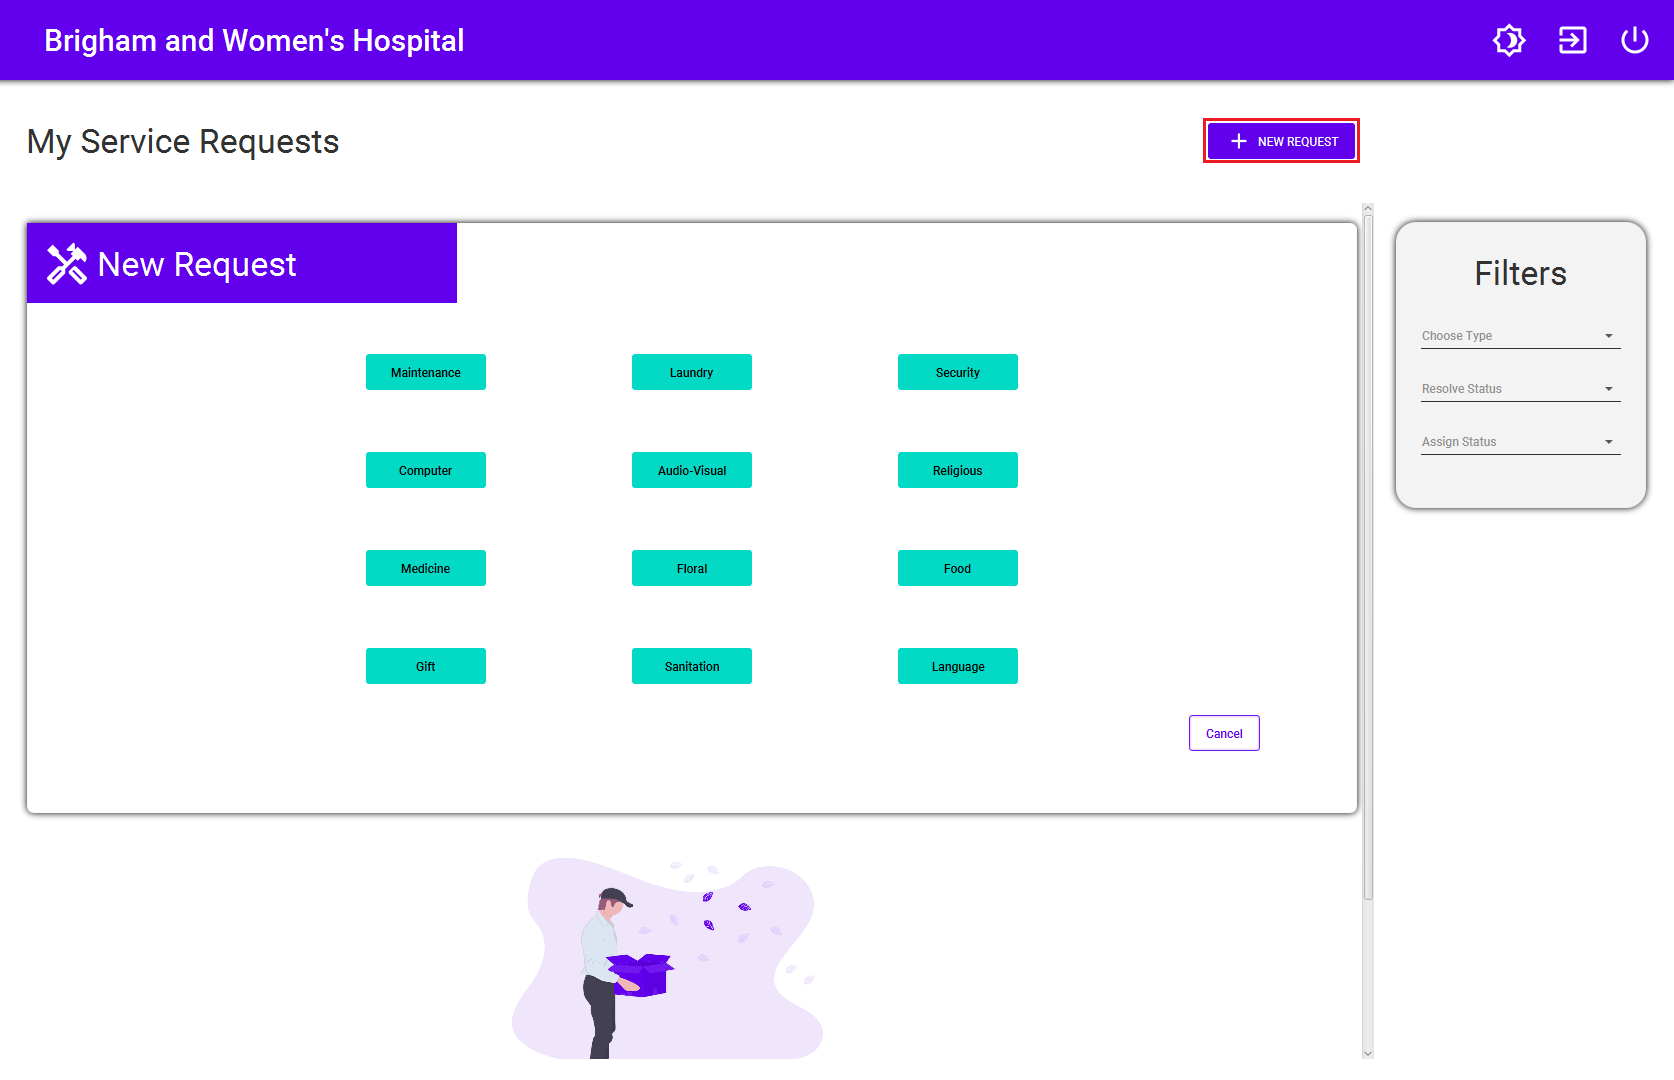 Brigham and Women's Hospital
My Service Requests
NEW REQUEST
New Request
Maintenance
Laundry
Security
Computer
Audio-Visual
Religious
Medicine
Floral
Food
Gift
Sanitation
Language
Cancel
Filters
Choose Type
Resolve Status
Assign Status